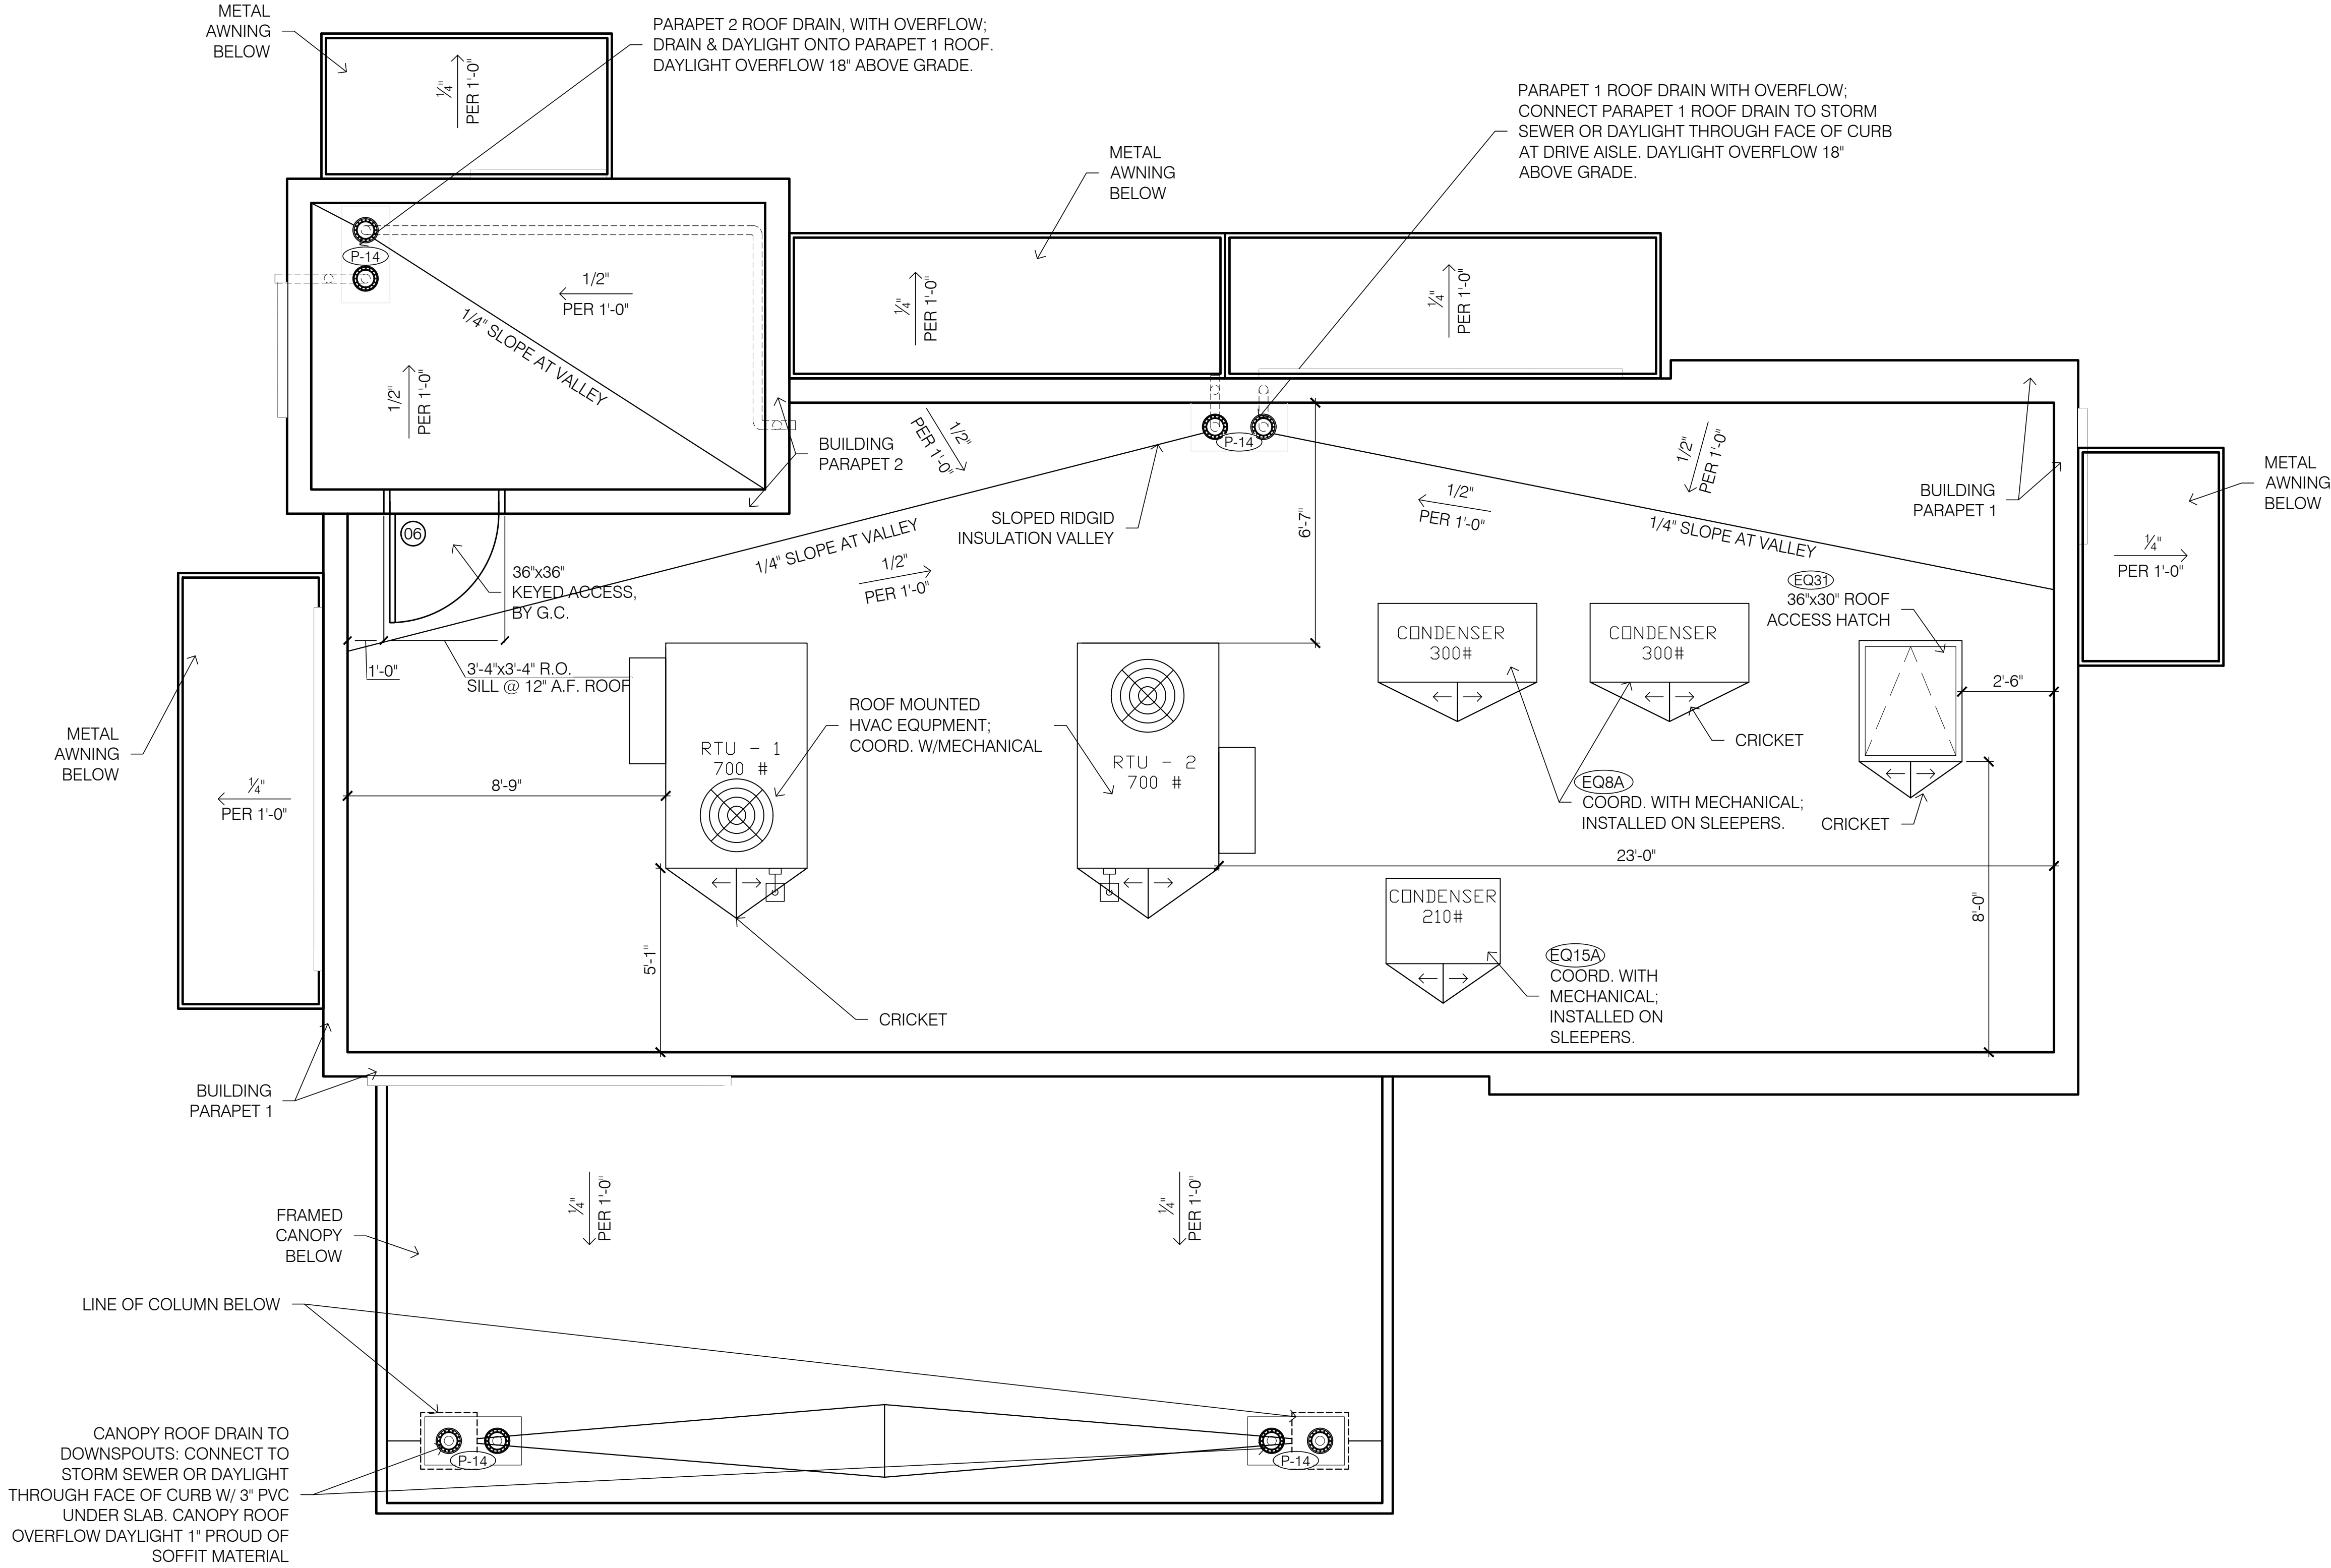 METAL
AWNING
BELOW
PARAPET 2 ROOF DRAIN, WITH OVERFLOW;
DRAIN & DAYLIGHT ONTO PARAPET 1 ROOF.
DAYLIGHT OVERFLOW 18" ABOVE GRADE.
1/4"
PER 1'-0"
PARAPET 1 ROOF DRAIN WITH OVERFLOW;
CONNECT PARAPET 1 ROOF DRAIN TO STORM
SEWER OR DAYLIGHT THROUGH FACE OF CURB
AT DRIVE AISLE. DAYLIGHT OVERFLOW 18"
ABOVE GRADE.
METAL
AWNING
BELOW
P-14
1/2"
PER 1'-0"
1/4" SLOPE AT VALLEY
1/2"
PER 1'-0"
1/4"
PER 1'-0"
1/4"
PER 1'-0"
BUILDING
PARAPET 2
1/2"
PER 1'-0"
P-14
1/2"
PER 1'-0"
1/2"
PER 1'-0"
1/4" SLOPE AT VALLEY
BUILDING
PARAPET 1
METAL
AWNING
BELOW
1/4"
PER 1'-0"
SLOPED RIDGID
INSULATION VALLEY
6'-7"
1/4" SLOPE AT VALLEY
1/2"
PER 1'-0"
06
36"x36"
KEYED ACCESS,
BY G.C.
1'-0"
3'-4"x3'-4" R.O.
SILL @ 12" A.F. ROOF
EQ31
36"x30" ROOF
ACCESS HATCH
CONDENSER
300#
CONDENSER
300#
2'-6"
ROOF MOUNTED
HVAC EQUPMENT;
COORD. W/MECHANICAL
RTU - 1
700 #
RTU - 2
700 #
CRICKET
METAL
AWNING
BELOW
1/4"
PER 1'-0"
8'-9"
EQ8A
COORD. WITH MECHANICAL;
INSTALLED ON SLEEPERS.
CRICKET
23'-0"
8'-0"
5'-1"
CONDENSER
210#
EQ15A
COORD. WITH
MECHANICAL;
INSTALLED ON
SLEEPERS.
CRICKET
BUILDING
PARAPET 1
1/4"
PER 1'-0"
1/4"
PER 1'-0"
FRAMED
CANOPY
BELOW
LINE OF COLUMN BELOW
CANOPY ROOF DRAIN TO
DOWNSPOUTS: CONNECT TO
STORM SEWER OR DAYLIGHT
THROUGH FACE OF CURB W/ 3" PVC
UNDER SLAB. CANOPY ROOF
OVERFLOW DAYLIGHT 1" PROUD OF
SOFFIT MATERIAL
P-14
P-14